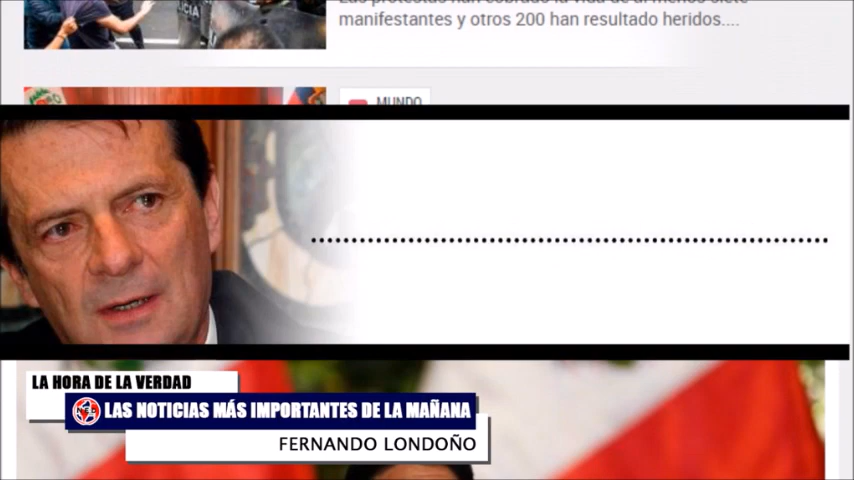 manifestantes y otros 200 han resultado heridos....
MUNDO
LA HORA DE LA VERDAD
LAS NOTICIAS MÁS IMPORTANTES DE LA MAÑANA
FERNANDO LONDOÑO